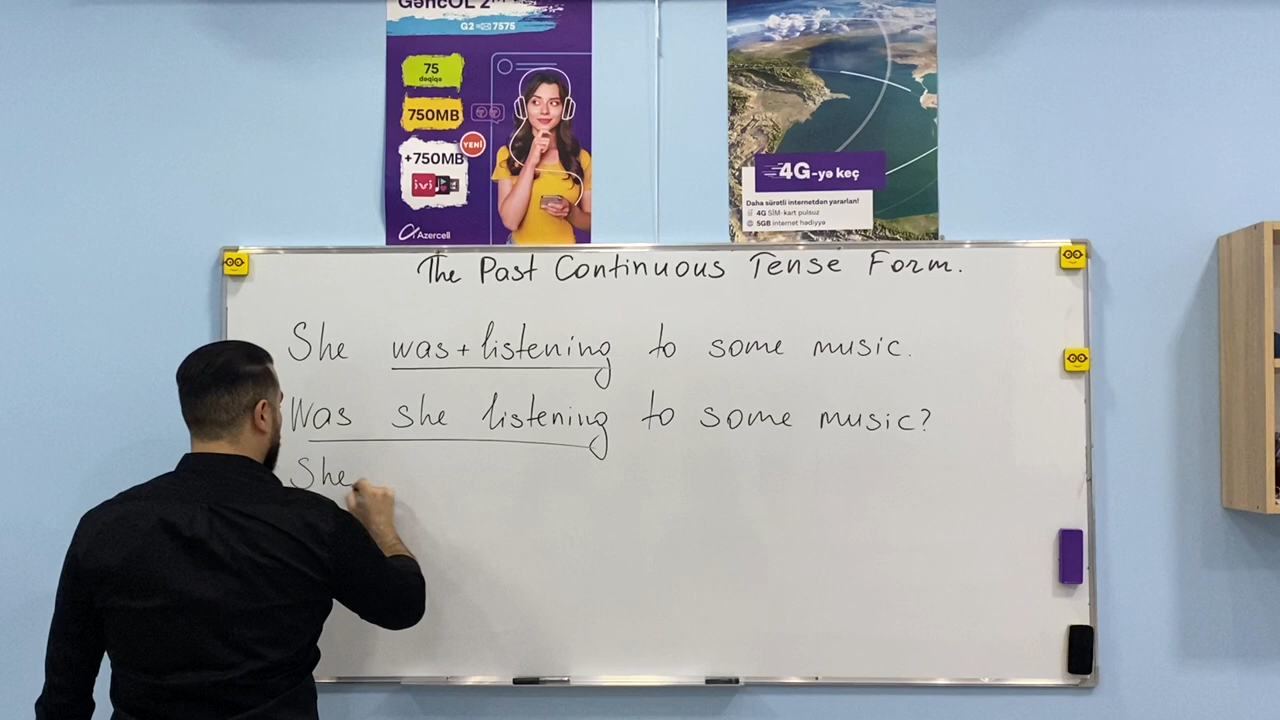 GəncOL 2
G2 7575
75
dəqiqə
750MB
YENİ
+750MB
ivi
Azercell
4G-yə keç
Daha sürətli internetdən yararlan!
4G SİM-kart pulsuz
5GB internet hədiyyə
The Past Continuous Tense Form.
She was + listening to some music.
Was she listening to some music?
She